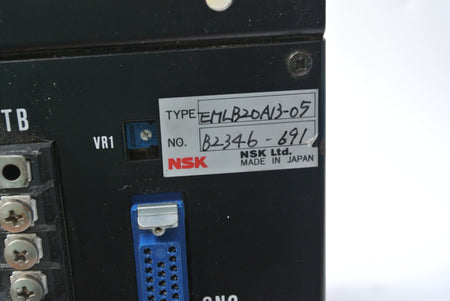 TYPE EMLB20A13-05
TB
VR1
NO. B2346-691
NSK NSK Ltd.
MADE IN JAPAN